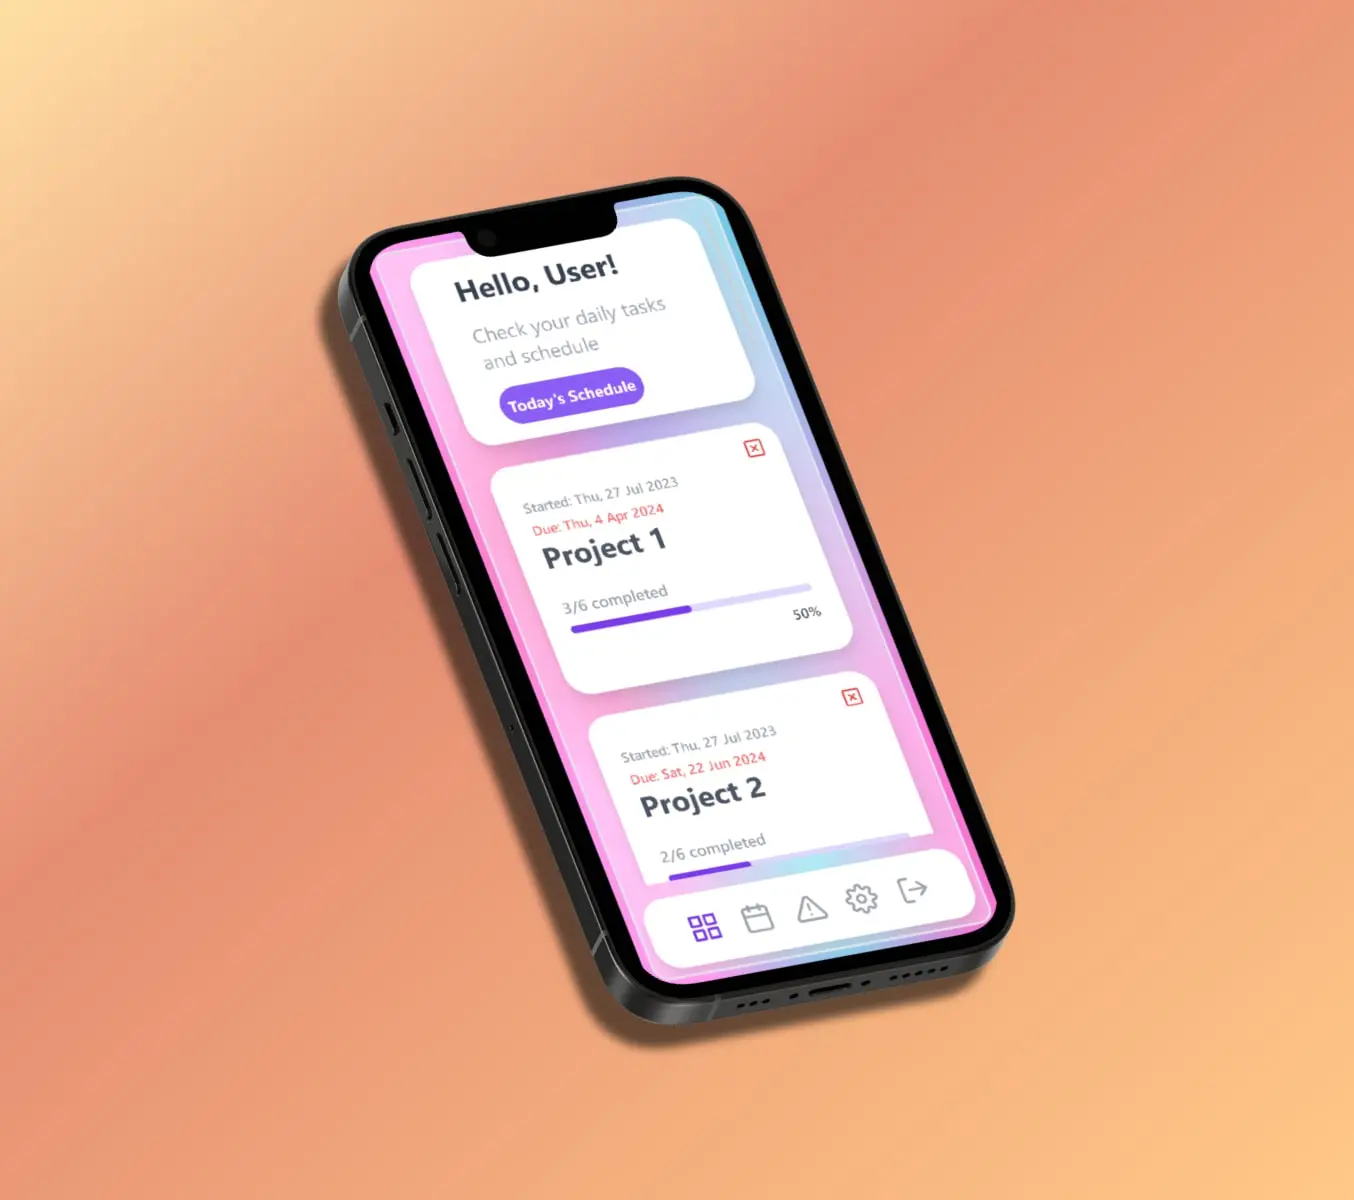 Hello, User!
Check your daily tasks
and schedule
Today's Schedule
Started: Thu, 27 Jul 2023
Due: Thu, 4 Apr 2024
Project 1
3/6 completed
50%
Started: Thu, 27 Jul 2023
Due: Sat, 22 Jun 2024
Project 2
2/6 completed